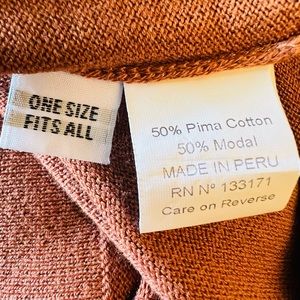 ONE SIZE
FITS ALL
50% Pima Cotton
50% Modal
MADE IN PERU
RN Nº 133171
Care on Reverse